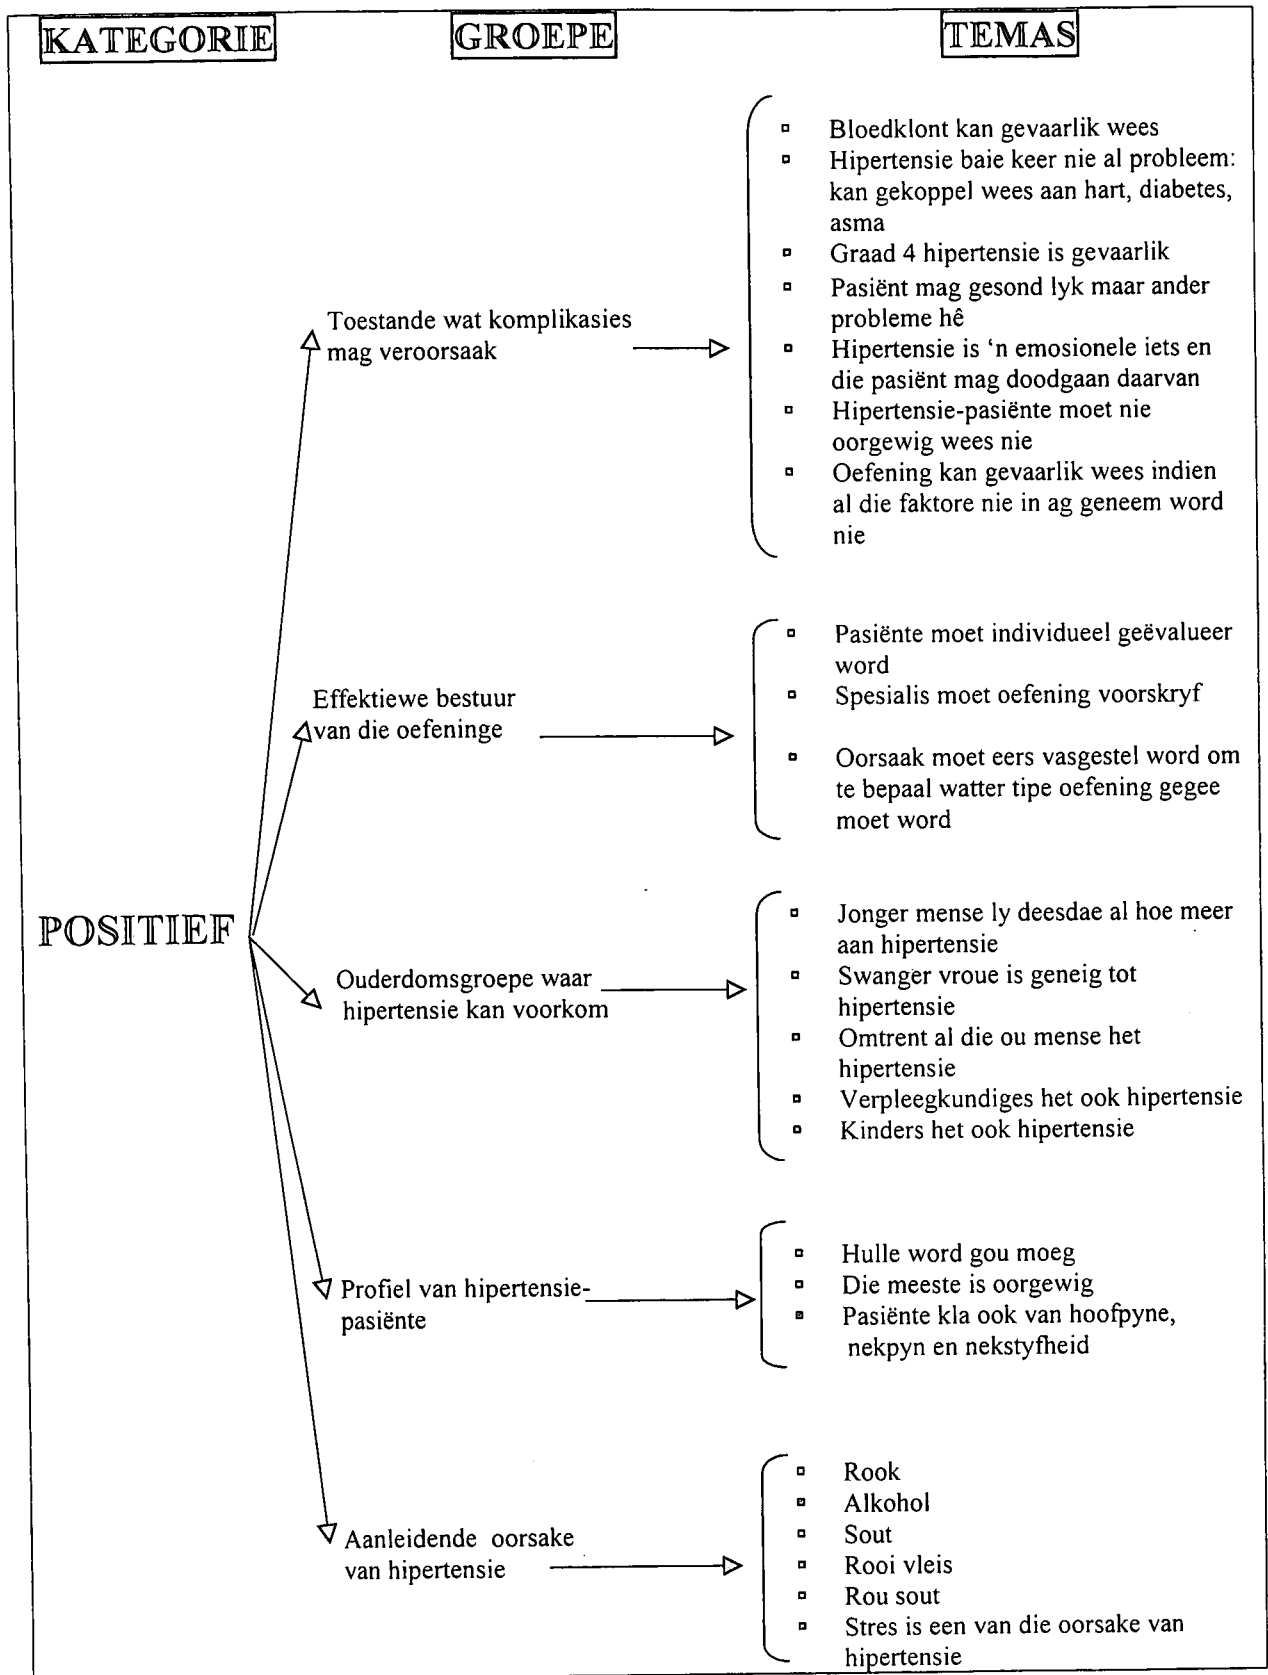 KATEGORIE GROEPE TEMAS
Toestande wat komplikasies
mag veroorsaak
▫ Bloedklont kan gevaarlik wees
▫ Hipertensie baie keer nie al probleem:
kan gekoppel wees aan hart, diabetes,
asma
▫ Graad 4 hipertensie is gevaarlik
▫ Pasiënt mag gesond lyk maar ander
probleme hê
▫ Hipertensie is ‘n emosionele iets en
die pasiënt mag doodgaan daarvan
▫ Hipertensie-pasiënte moet nie
oorgewig wees nie
▫ Oefening kan gevaarlik wees indien
al die faktore nie in ag geneem word
nie
Effektiewe bestuur
van die oefeninge
▫ Pasiënte moet individueel geëvalueer
word
▫ Spesialis moet oefening voorskryf
▫ Oorsaak moet eers vasgestel word om
te bepaal watter tipe oefening gegee
moet word
POSITIEF
Ouderdomsgroepe waar
hipertensie kan voorkom
▫ Jonger mense ly deesdae al hoe meer
aan hipertensie
▫ Swanger vroue is geneig tot
hipertensie
▫ Omtrent al die ou mense het
hipertensie
▫ Verpleegkundiges het ook hipertensie
▫ Kinders het ook hipertensie
Profiel van hipertensie-
pasiënte
▫ Hulle word gou moeg
▫ Die meeste is oorgewig
▫ Pasiënte kla ook van hoofpyne,
nekpyn en nekstyfheid
Aanleidende oorsake
van hipertensie
▫ Rook
▫ Alkohol
▫ Sout
▫ Rooi vleis
▫ Rou sout
▫ Stres is een van die oorsake van
hipertensie